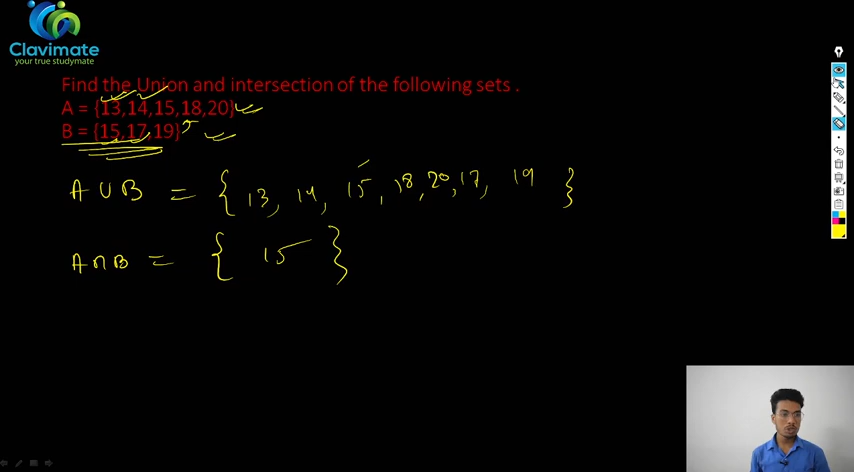 Clavimate
your true studymate
Find the Union and intersection of the following sets .
A = {13,14,15,18,20}
B = {15,17,19}
A ∪ B = { 13, 14, 15, 18, 20, 17, 19 }
A ∩ B = { 15 }